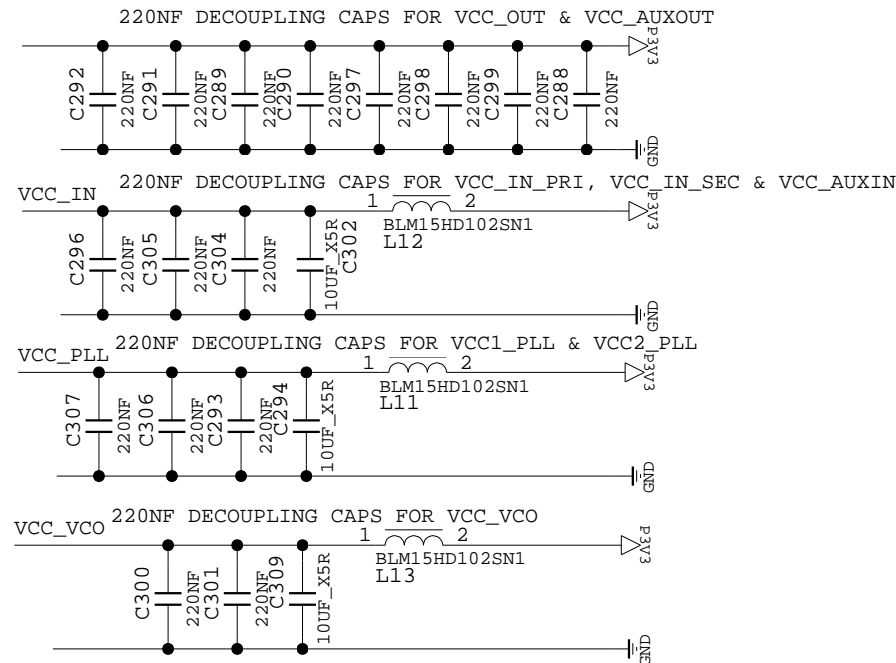 220NF DECOUPLING CAPS FOR VCC_OUT & VCC_AUXOUT
P3V3
C292
220NF
C291
220NF
C289
220NF
C290
220NF
C297
220NF
C298
220NF
C299
220NF
C288
220NF
GND
220NF DECOUPLING CAPS FOR VCC_IN_PRI, VCC_IN_SEC & VCC_AUXIN
VCC_IN
1 2
P3V3
BLM15HD102SN1
L12
C296
220NF
C305
220NF
C304
220NF
10UF_X5R
C302
GND
220NF DECOUPLING CAPS FOR VCC1_PLL & VCC2_PLL
VCC_PLL
1 2
P3V3
BLM15HD102SN1
L11
C307
220NF
C306
220NF
C293
220NF
C294
10UF_X5R
GND
220NF DECOUPLING CAPS FOR VCC_VCO
VCC_VCO
1 2
P3V3
BLM15HD102SN1
L13
C300
220NF
C301
220NF
C309
10UF_X5R
GND